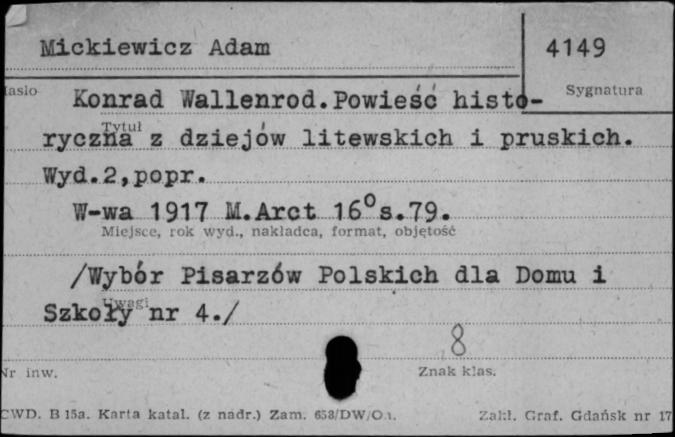 Mickiewicz Adam
4149
Sygnatura
Konrad Wallenrod.Powieść histo-
Tytuł
ryczna z dziejów litewskich i pruskich.
Wyd.2,popr.
W-wa 1917 M.Arct 16° s.79.
Miejsce, rok wyd., nakładca, format, objętość
/Wybór Pisarzów Polskich dla Domu i
Uwagi
Szkoły nr 4./
8
Nr inw.
Znak klas.
CWD. B 15a. Karta katal. (z nadr.) Zam. 658/DW/O.
Zakł. Graf. Gdańsk nr 17